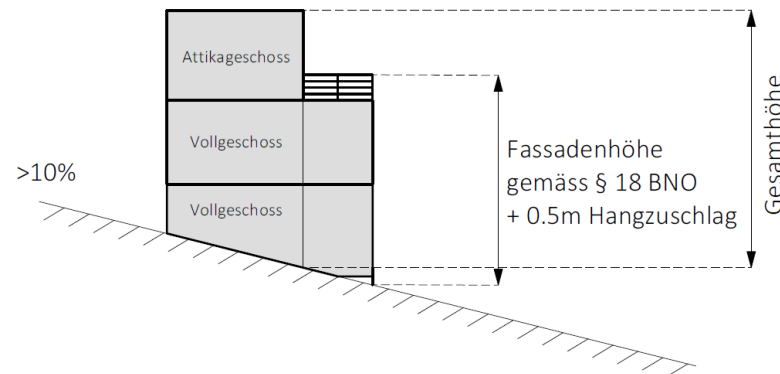 Attikageschoss
Vollgeschoss
Vollgeschoss
>10%
Fassadenhöhe
gemäss § 18 BNO
+ 0.5m Hangzuschlag
Gesamthöhe